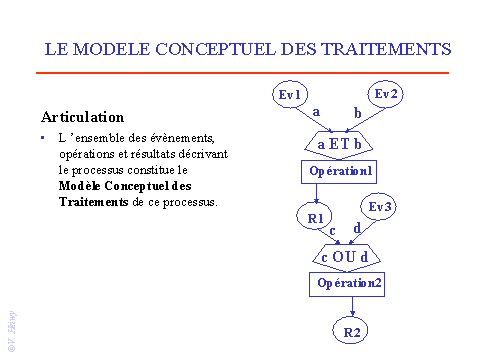 LE MODELE CONCEPTUEL DES TRAITEMENTS
Articulation
• L ’ensemble des évènements,
opérations et résultats décrivant
le processus constitue le
Modèle Conceptuel des
Traitements de ce processus.
Ev1
Ev2
a
b
a ET b
Opération1
R1
Ev3
c
d
c OU d
Opération2
R2